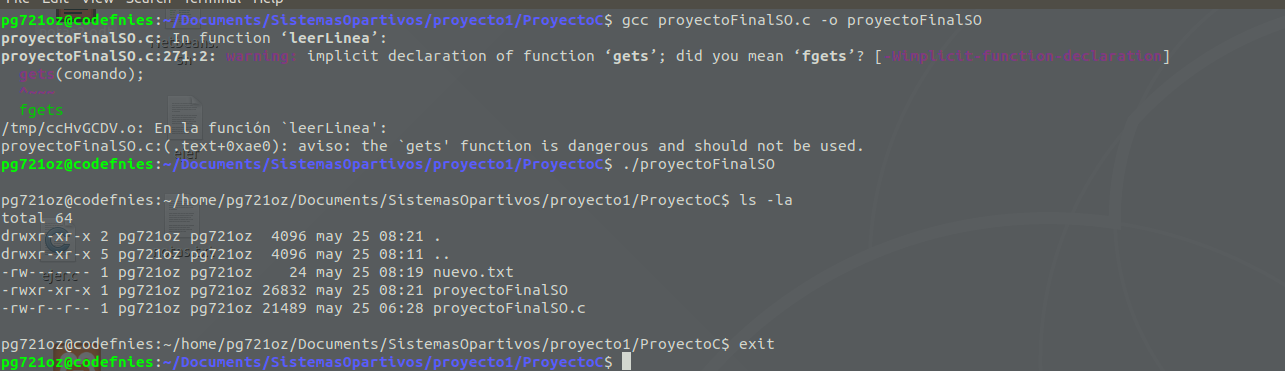 File Edit View Search Terminal Help
pg721oz@codefnies:~/Documents/SistemasOpartivos/proyecto1/ProyectoC$ gcc proyectoFinalSO.c -o proyectoFinalSO
proyectoFinalSO.c: In function ‘leerLinea’:
proyectoFinalSO.c:271:2: warning: implicit declaration of function ‘gets’; did you mean ‘fgets’? [-Wimplicit-function-declaration]
  gets(comando);
  ^~~~
  fgets
/tmp/ccHvGCDV.o: En la función `leerLinea':
proyectoFinalSO.c:(.text+0xae0): aviso: the `gets' function is dangerous and should not be used.
pg721oz@codefnies:~/Documents/SistemasOpartivos/proyecto1/ProyectoC$ ./proyectoFinalSO
pg721oz@codefnies:~/home/pg721oz/Documents/SistemasOpartivos/proyecto1/ProyectoC$ ls -la
total 64
drwxr-xr-x 2 pg721oz pg721oz  4096 may 25 08:21 .
drwxr-xr-x 5 pg721oz pg721oz  4096 may 25 08:11 ..
-rw------- 1 pg721oz pg721oz    24 may 25 08:19 nuevo.txt
-rwxr-xr-x 1 pg721oz pg721oz 26832 may 25 08:21 proyectoFinalSO
-rw-r--r-- 1 pg721oz pg721oz 21489 may 25 06:28 proyectoFinalSO.c
pg721oz@codefnies:~/home/pg721oz/Documents/SistemasOpartivos/proyecto1/ProyectoC$ exit
pg721oz@codefnies:~/Documents/SistemasOpartivos/proyecto1/ProyectoC$